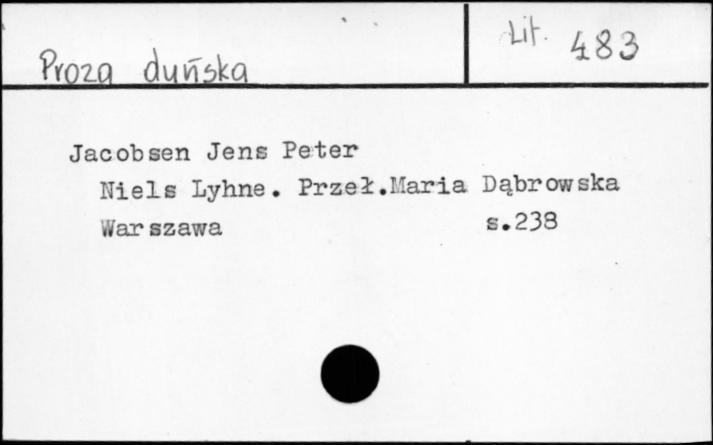 Proza duńska
Lit. 483
Jacobsen Jens Peter
Niels Lyhne. Przeł.Maria Dąbrowska
Warszawa s.238